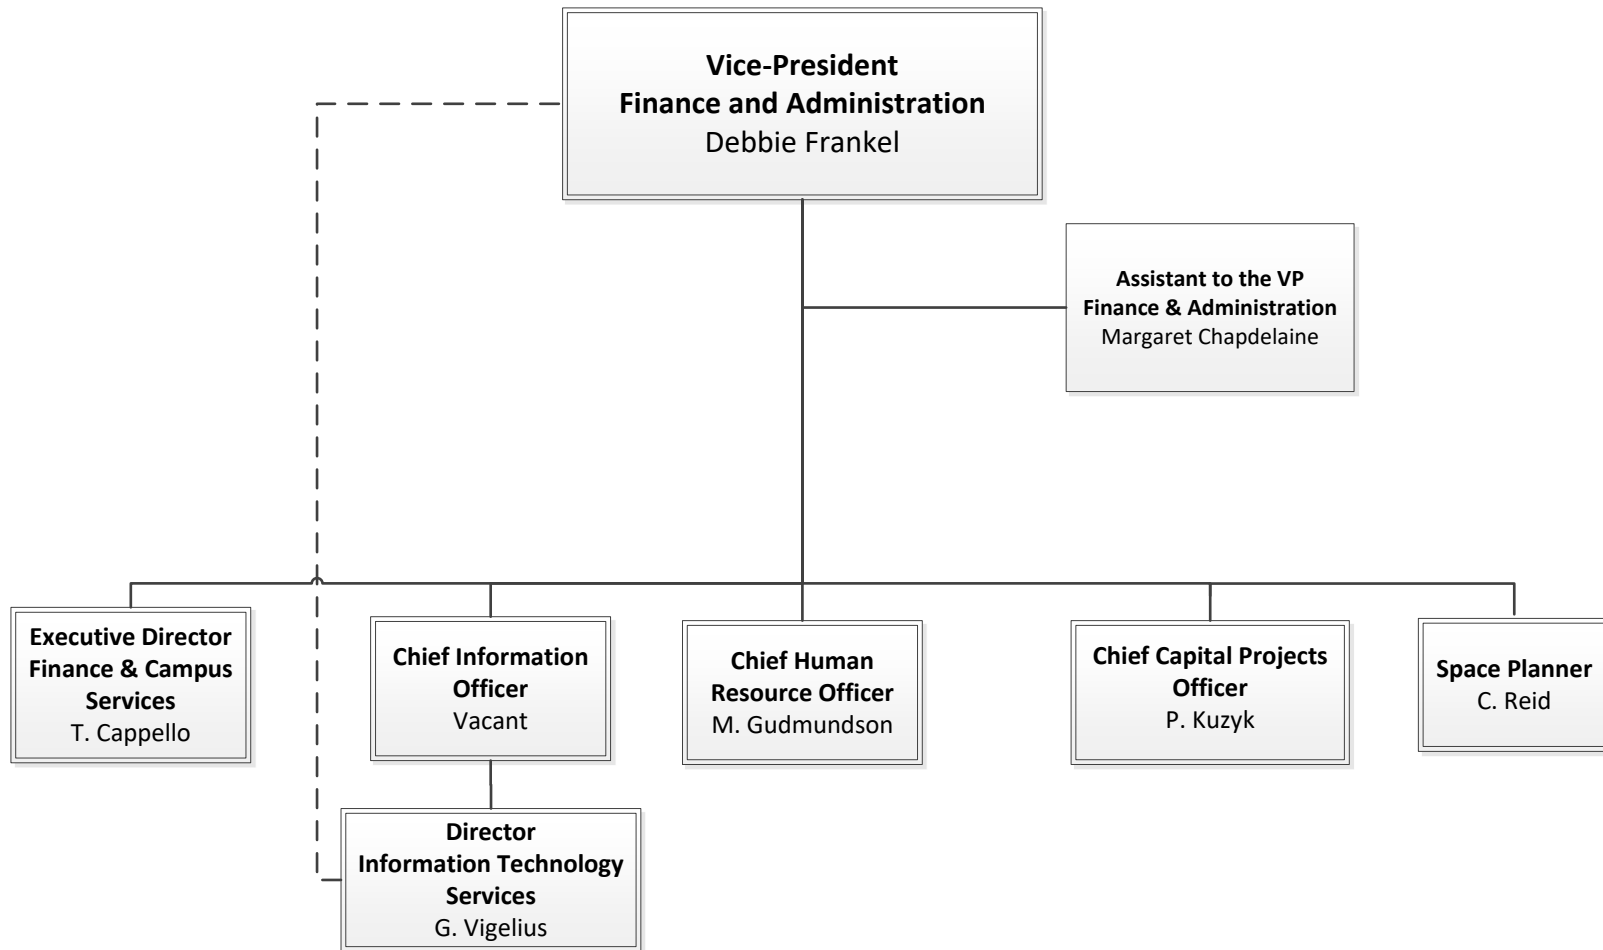 Vice-President
Finance and Administration
Debbie Frankel
Assistant to the VP
Finance & Administration
Margaret Chapdelaine
Executive Director
Finance & Campus
Services
T. Cappello
Chief Information
Officer
Vacant
Chief Human
Resource Officer
M. Gudmundson
Chief Capital Projects
Officer
P. Kuzyk
Space Planner
C. Reid
Director
Information Technology
Services
G. Vigelius